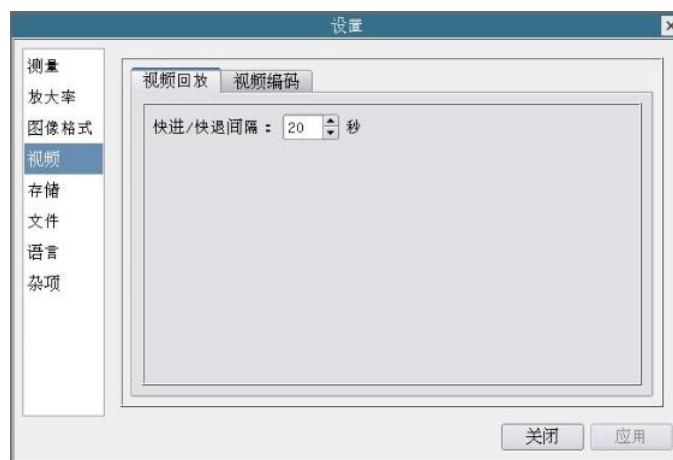 设置
测量
放大率
图像格式
视频
存储
文件
语言
杂项
视频回放 视频编码
快进/快退间隔： 20 秒
关闭 应用